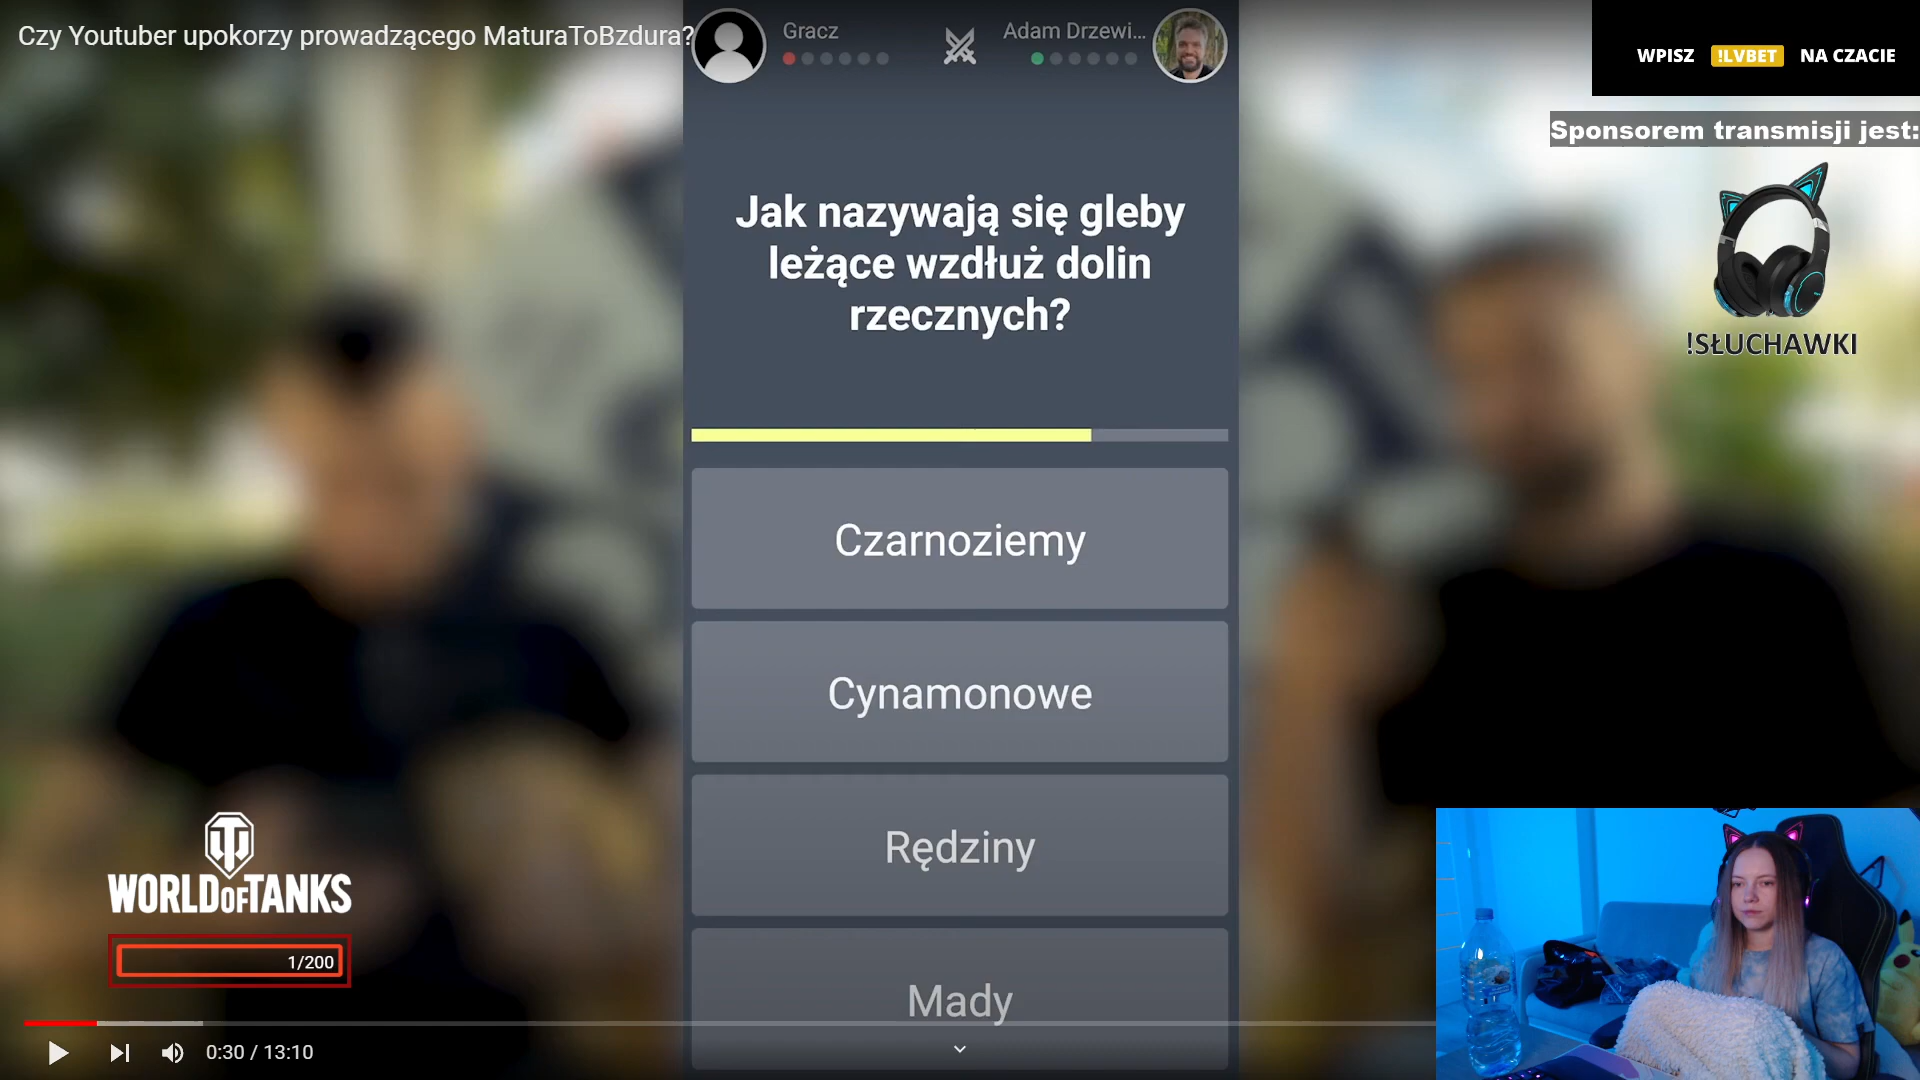 Czy Youtuber upokorzy prowadzącego MaturaToBzdura?
Gracz
Adam Drzewi...
WPISZ !LVBET NA CZACIE
Sponsorem transmisji jest:
!SŁUCHAWKI
Jak nazywają się gleby
leżące wzdłuż dolin
rzecznych?
Czarnoziemy
Cynamonowe
Rędziny
Mady
WORLD OF TANKS
1/200
0:30 / 13:10